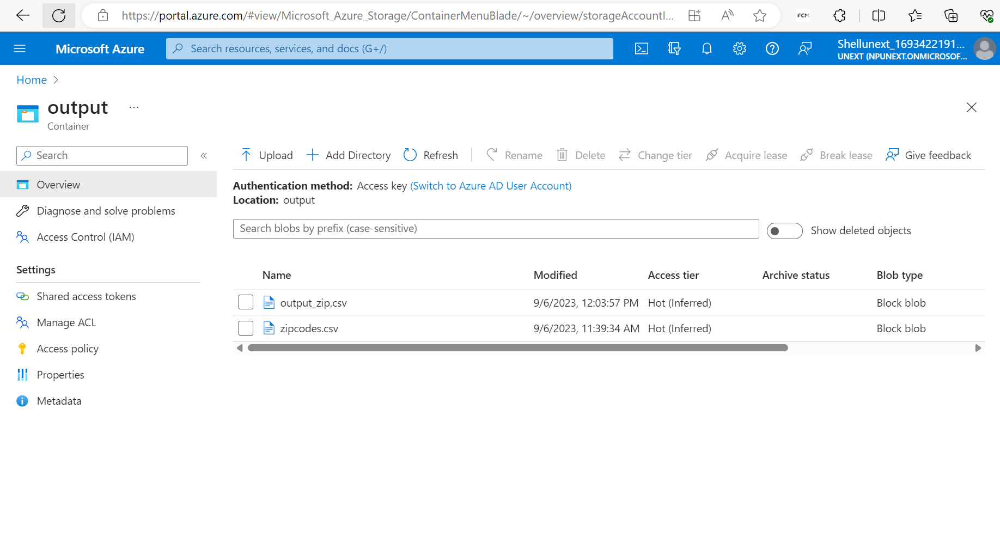 https://portal.azure.com/#view/Microsoft_Azure_Storage/ContainerMenuBlade/~/overview/storageAccountI...
FCM
Microsoft Azure
Search resources, services, and docs (G+/)
Shellunext_1693422191...
UNEXT (NPUNEXT.ONMICROSOF...
Home
output
...
Container
Search
Upload
Add Directory
Refresh
Rename
Delete
Change tier
Acquire lease
Break lease
Give feedback
Overview
Diagnose and solve problems
Access Control (IAM)
Settings
Shared access tokens
Manage ACL
Access policy
Properties
Metadata
Authentication method: Access key (Switch to Azure AD User Account)
Location: output
Search blobs by prefix (case-sensitive)
Show deleted objects
Name Modified Access tier Archive status Blob type
output_zip.csv 9/6/2023, 12:03:57 PM Hot (Inferred) Block blob
zipcodes.csv 9/6/2023, 11:39:34 AM Hot (Inferred) Block blob